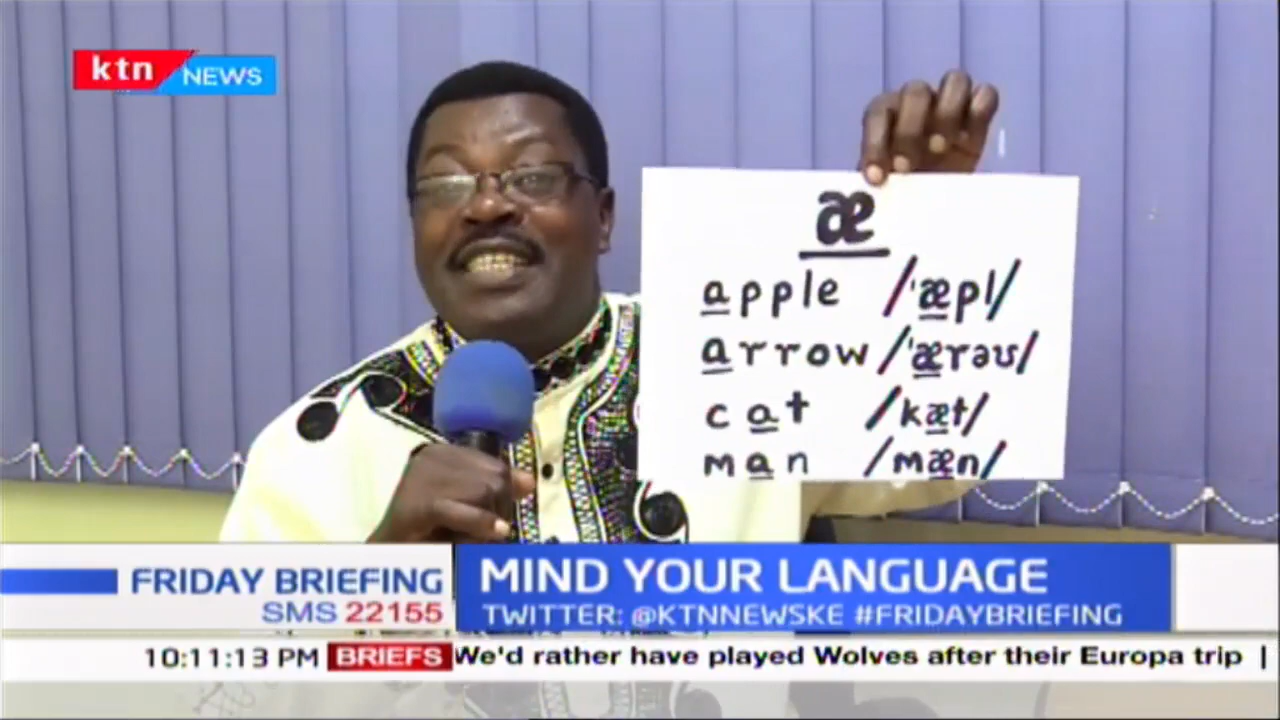 ktn NEWS
æ
apple /ˈæpl/
arrow /ˈærəʊ/
cat /kæt/
man /mæn/
FRIDAY BRIEFING
SMS 22155
MIND YOUR LANGUAGE
TWITTER: @KTNNEWSKE #FRIDAYBRIEFING
10:11:13 PM BRIEFS We'd rather have played Wolves after their Europa trip |